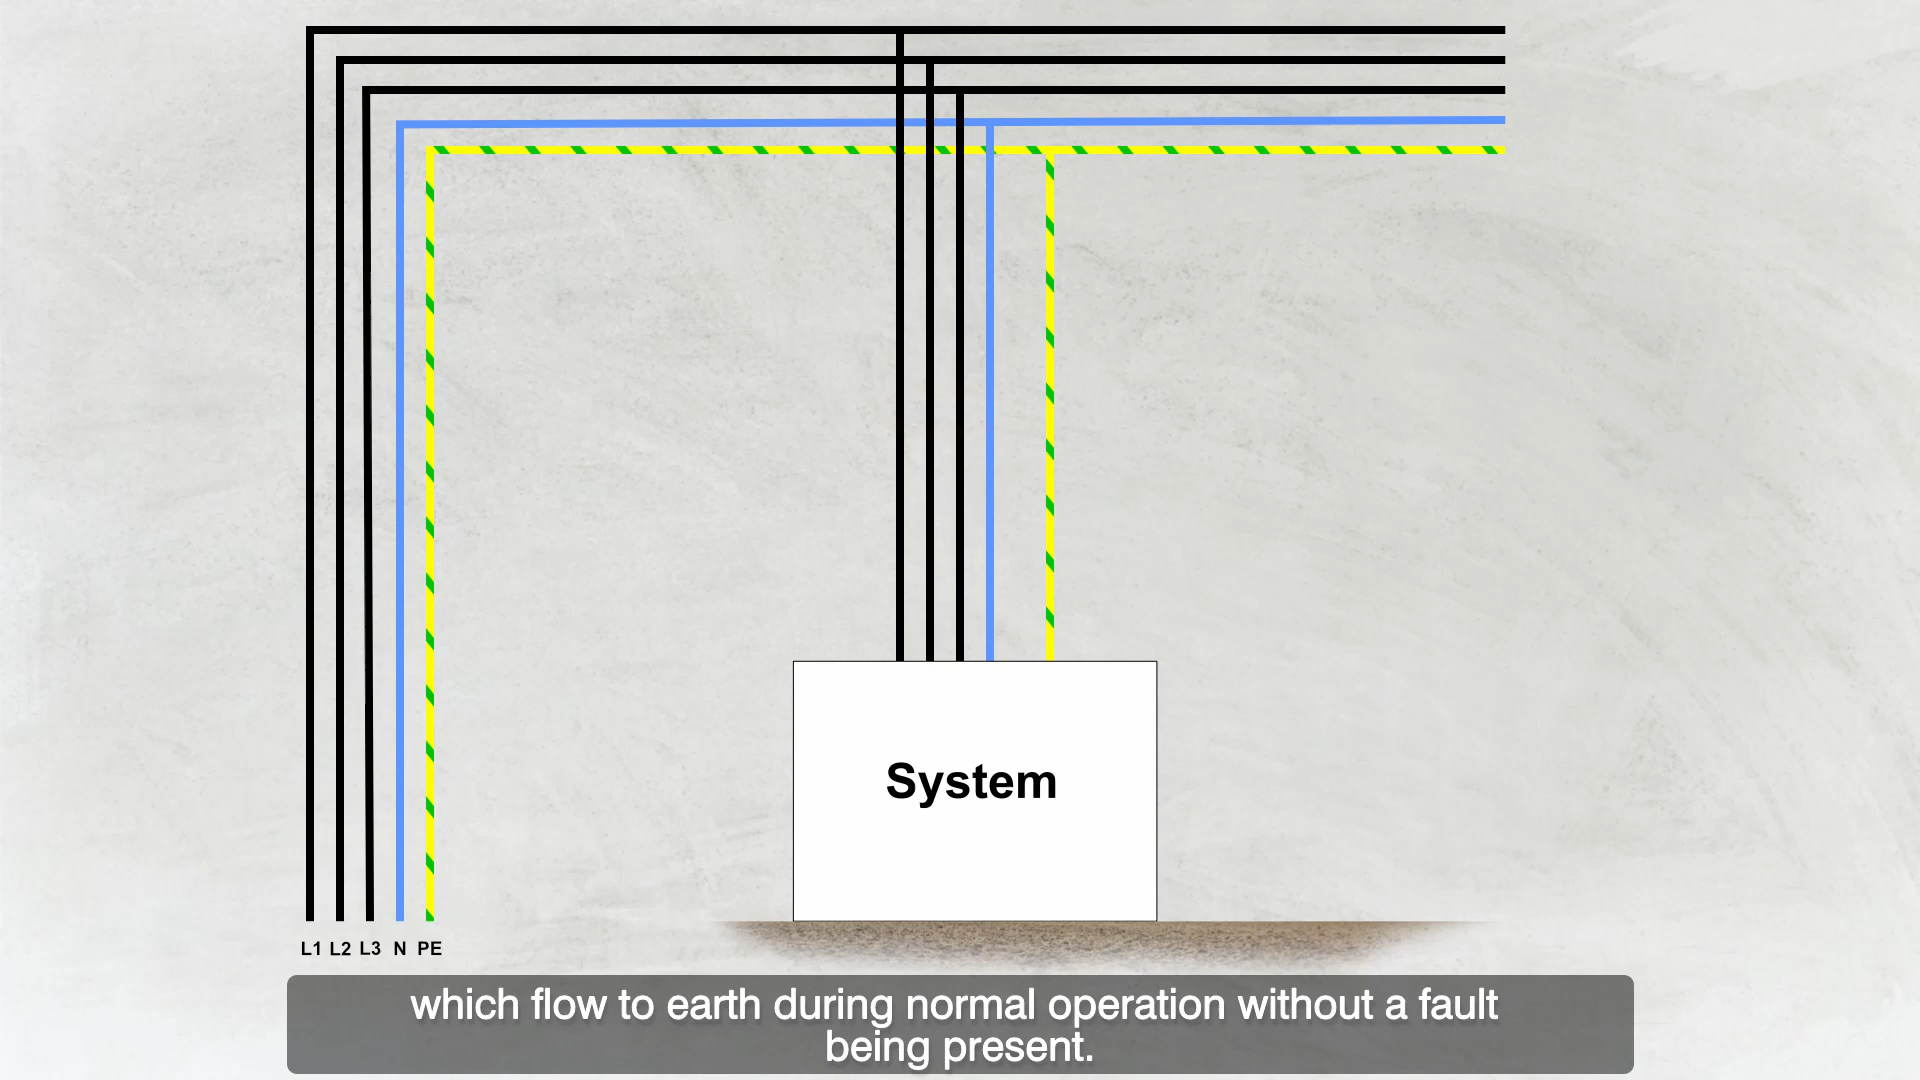 System
L1 L2 L3 N PE
which flow to earth during normal operation without a fault
being present.